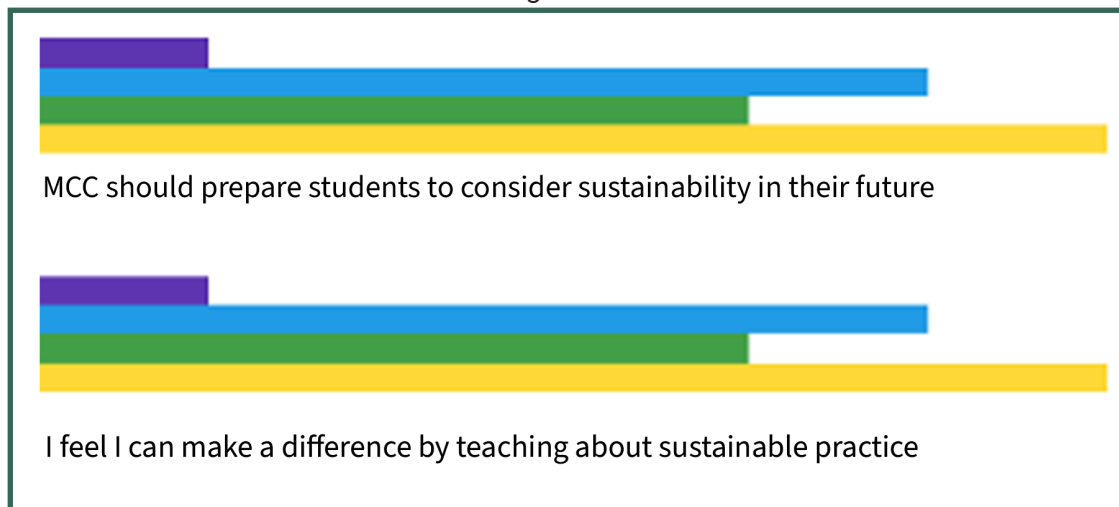 MCC should prepare students to consider sustainability in their future
I feel I can make a difference by teaching about sustainable practice